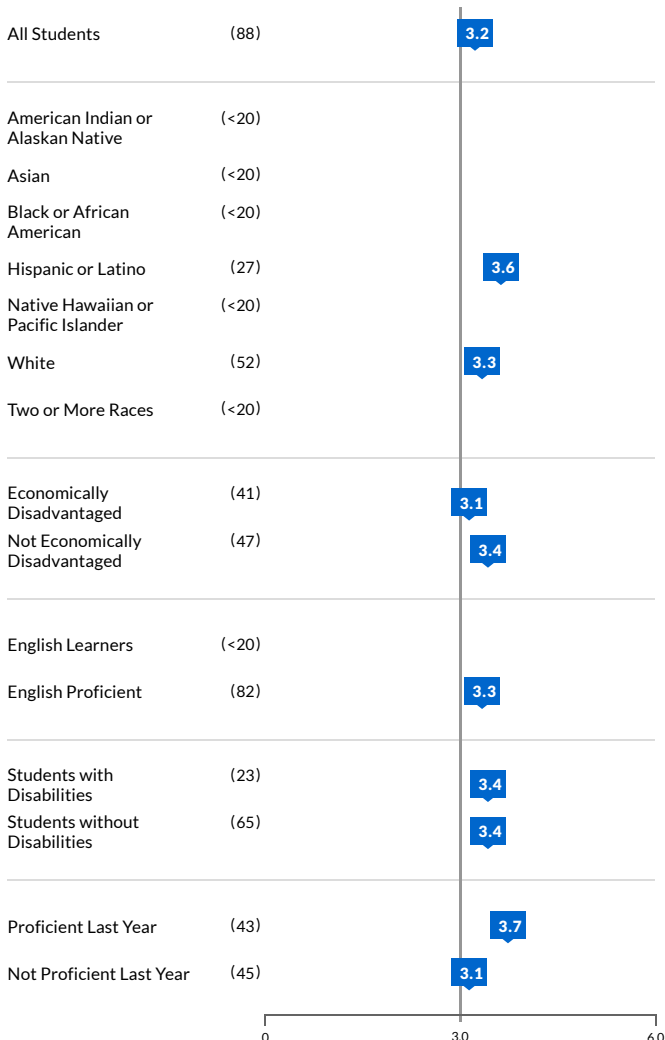 All Students (88) 3.2
American Indian or (<20)
Alaskan Native
Asian (<20)
Black or African (<20)
American
Hispanic or Latino (27) 3.6
Native Hawaiian or (<20)
Pacific Islander
White (52) 3.3
Two or More Races (<20)
Economically (41) 3.1
Disadvantaged
Not Economically (47) 3.4
Disadvantaged
English Learners (<20)
English Proficient (82) 3.3
Students with (23) 3.4
Disabilities
Students without (65) 3.4
Disabilities
Proficient Last Year (43) 3.7
Not Proficient Last Year (45) 3.1
0 3.0 6.0